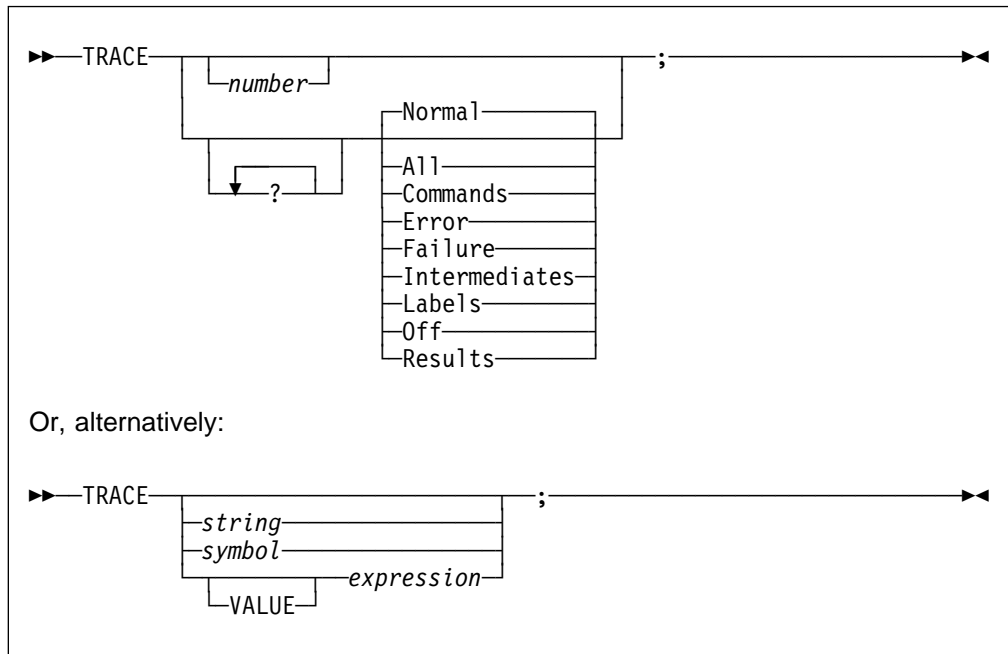 TRACE ;
number
Normal
All
? Commands
Error
Failure
Intermediates
Labels
Off
Results
Or, alternatively:
TRACE ;
string
symbol
expression
VALUE